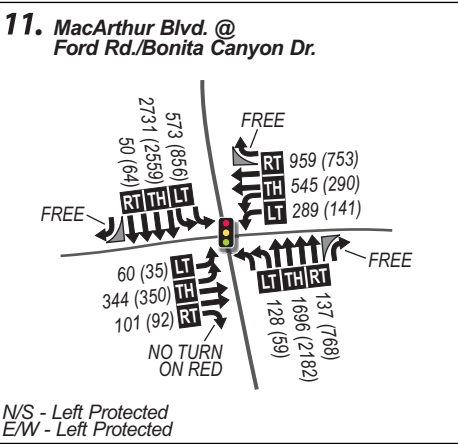 11. MacArthur Blvd. @
Ford Rd./Bonita Canyon Dr.
50 (64)
2731 (2559)
573 (856)
RT TH LT
FREE
FREE
RT 959 (753)
TH 545 (290)
LT 289 (141)
60 (35) LT
344 (350) TH
101 (92) RT
NO TURN
ON RED
FREE
LT TH RT
128 (59)
1696 (2182)
137 (768)
N/S - Left Protected
E/W - Left Protected